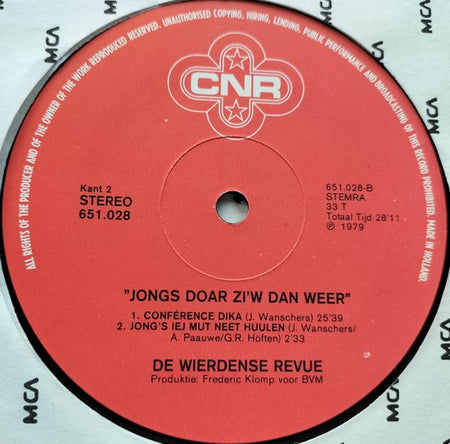 ALL RIGHTS OF THE PRODUCER AND OF THE OWNER OF THE WORK REPRODUCED RESERVED. UNAUTHORISED COPYING, HIRING, LENDING, PUBLIC PERFORMANCE AND BROADCASTING OF THIS RECORD PROHIBITED. MADE IN HOLLAND.
CNR
Kant 2
STEREO
651.028
651.028-B
STEMRA
33 T
Totaal Tijd 28'11
℗ 1979
"JONGS DOAR ZI'W DAN WEER"
1. CONFÉRENCE DIKA (J. Wanschers) 25'39
2. JONG'S IEJ MUT NEET HUULEN (J. Wanschers/
A. Paauwe/G.R. Höften) 2'33
DE WIERDENSE REVUE
Produktie: Frederic Klomp voor BVM
MCA
MCA
MCA
MCA
MCA
MCA